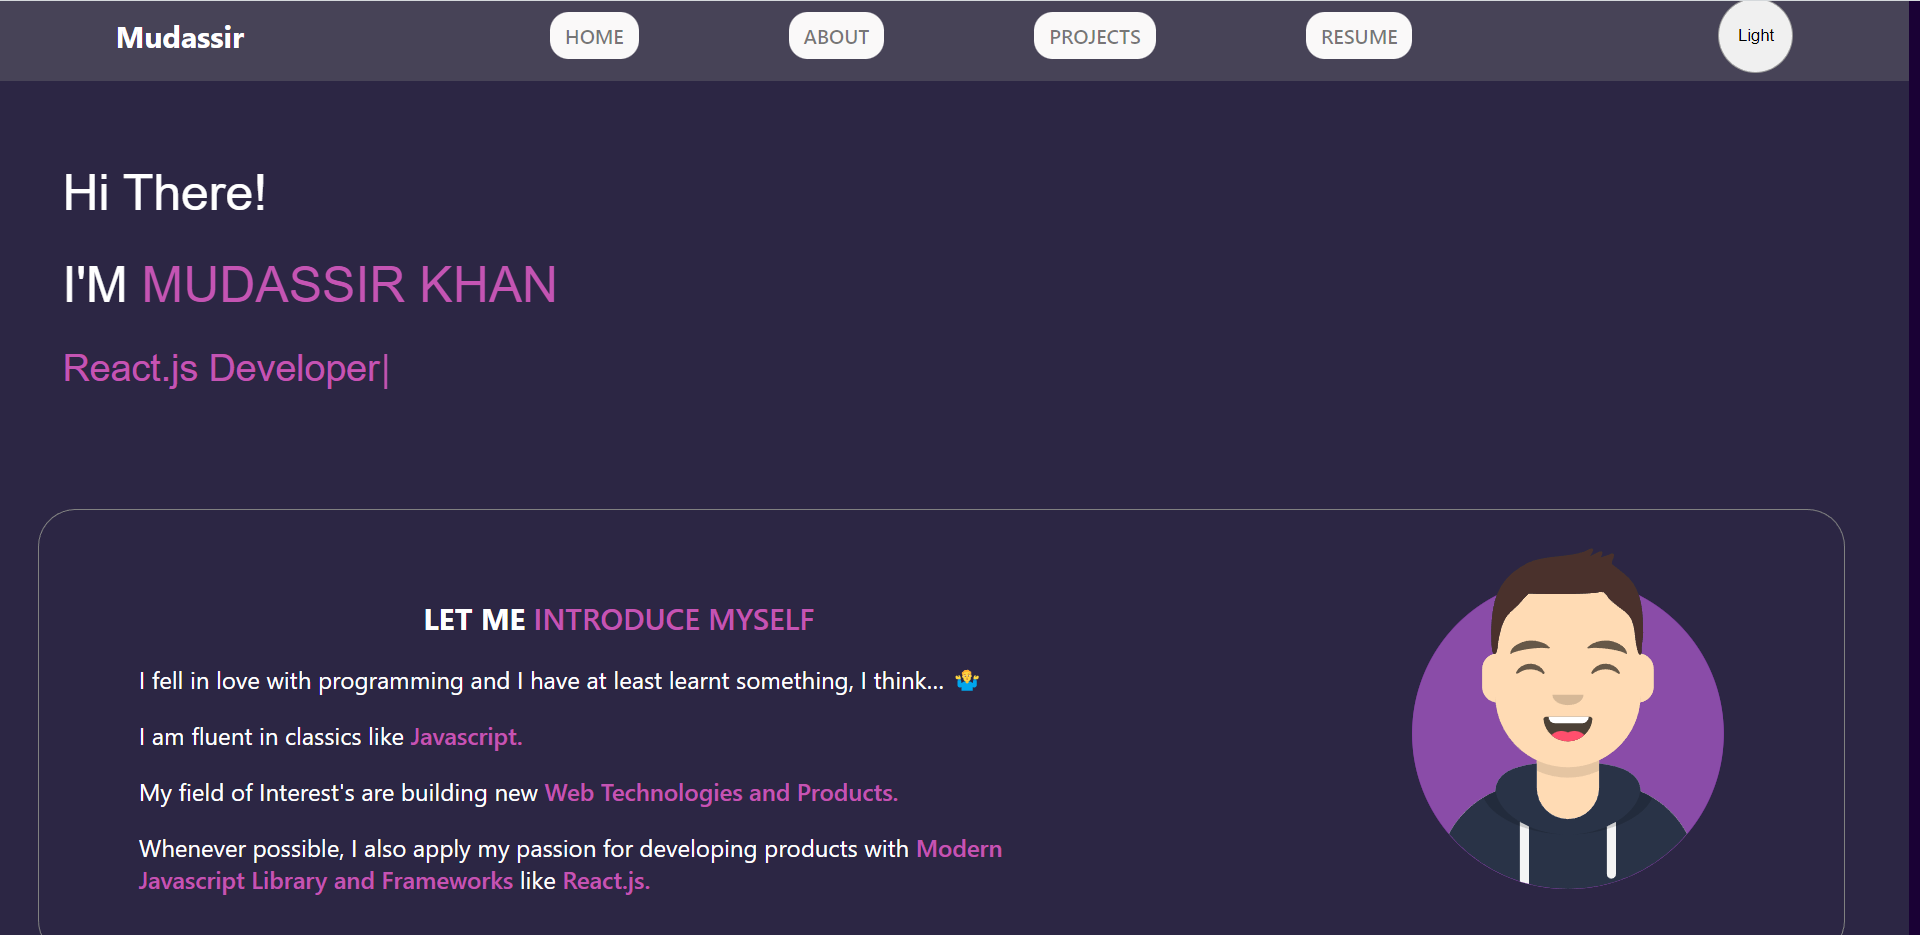 Mudassir HOME ABOUT PROJECTS RESUME Light
Hi There!
I'M MUDASSIR KHAN
React.js Developer|
LET ME INTRODUCE MYSELF
I fell in love with programming and I have at least learnt something, I think... 🤷‍♂️
I am fluent in classics like Javascript.
My field of Interest's are building new Web Technologies and Products.
Whenever possible, I also apply my passion for developing products with Modern
Javascript Library and Frameworks like React.js.